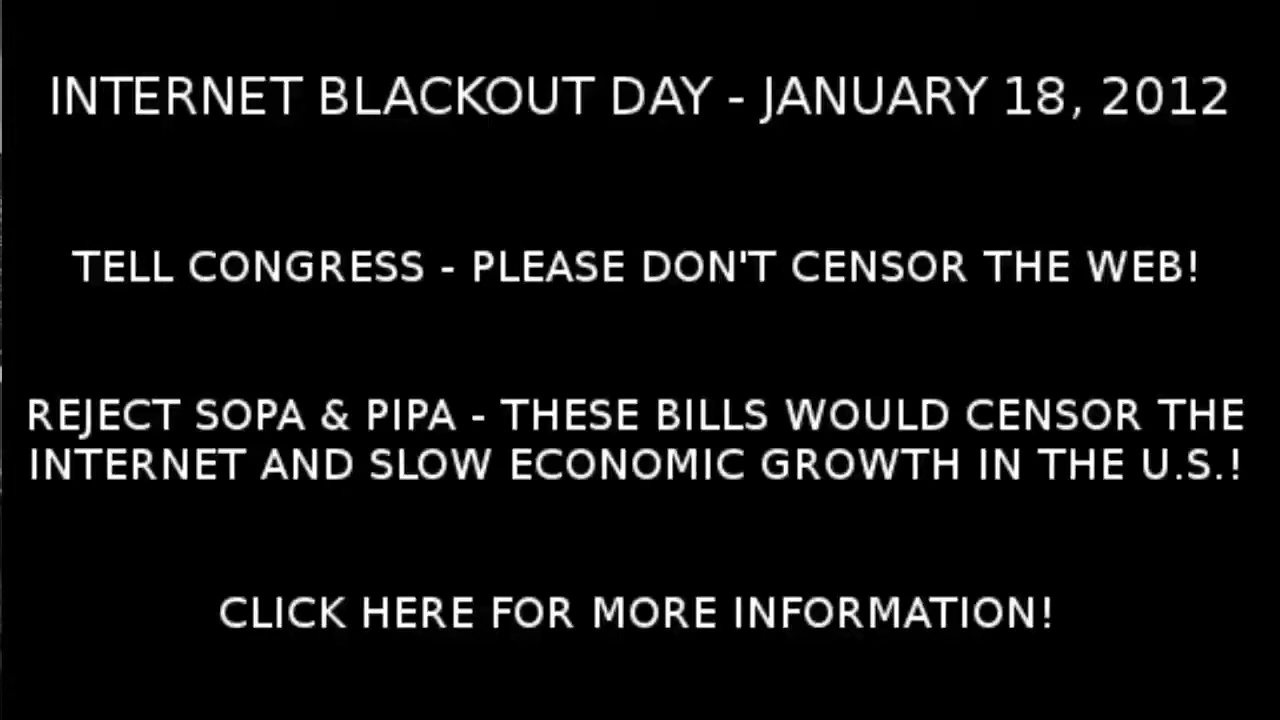 INTERNET BLACKOUT DAY - JANUARY 18, 2012
TELL CONGRESS - PLEASE DON'T CENSOR THE WEB!
REJECT SOPA & PIPA - THESE BILLS WOULD CENSOR THE
INTERNET AND SLOW ECONOMIC GROWTH IN THE U.S.!
CLICK HERE FOR MORE INFORMATION!